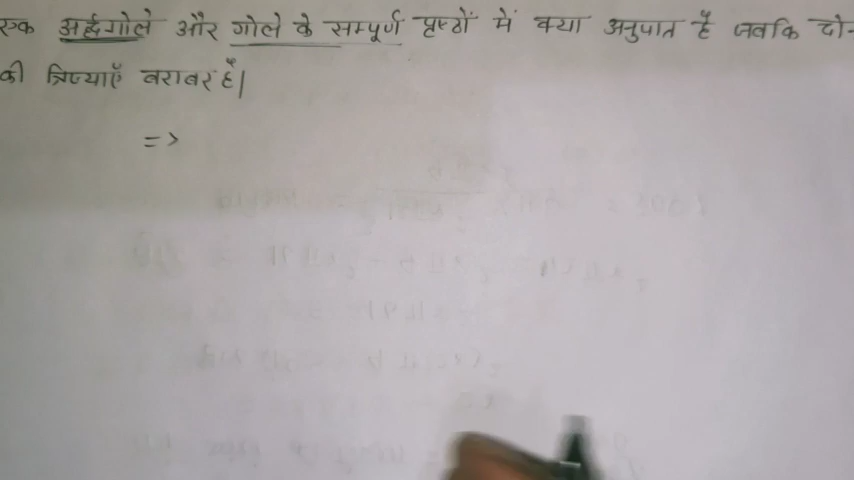 एक अर्द्धगोले और गोले के सम्पूर्ण पृष्ठों में क्या अनुपात है जबकि दो-
की त्रिज्याएँ बराबर हैं।
=>